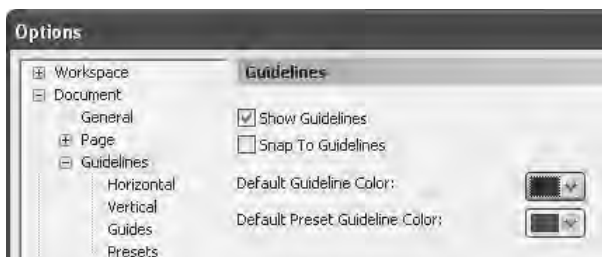 Options
Workspace
Document
General
Page
Guidelines
Horizontal
Vertical
Guides
Presets
Guidelines
Show Guidelines
Snap To Guidelines
Default Guideline Color:
Default Preset Guideline Color: